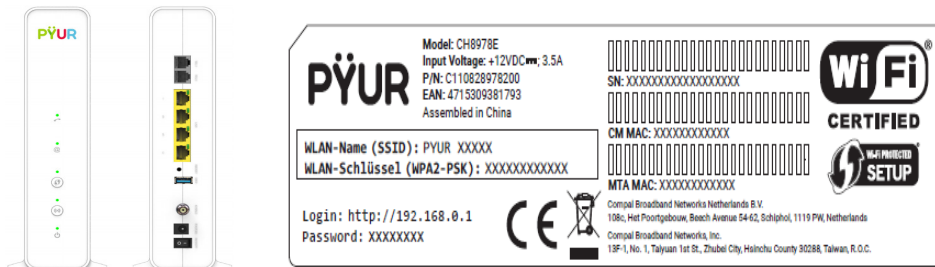 PŸUR
PŸUR
Model: CH8978E
Input Voltage: +12VDC; 3.5A
P/N: C110828978200
EAN: 4715309381793
Assembled in China
WLAN-Name (SSID): PYUR XXXXX
WLAN-Schlüssel (WPA2-PSK): XXXXXXXXXXXX
Login: http://192.168.0.1
Password: XXXXXXXX
CE
SN: XXXXXXXXXXXXXXXXXX
CM MAC: XXXXXXXXXXXX
MTA MAC: XXXXXXXXXXXX
Compal Broadband Networks Netherlands B.V.
108c, Het Poortgebouw, Beech Avenue 54-62, Schiphol, 1119 PW, Netherlands
Compal Broadband Networks, Inc.
13F-1, No. 1, Taiyuan 1st St., Zhubei City, Hsinchu County 30288, Taiwan, R.O.C.
Wi Fi®
CERTIFIED
WI-FI PROTECTED
SETUP